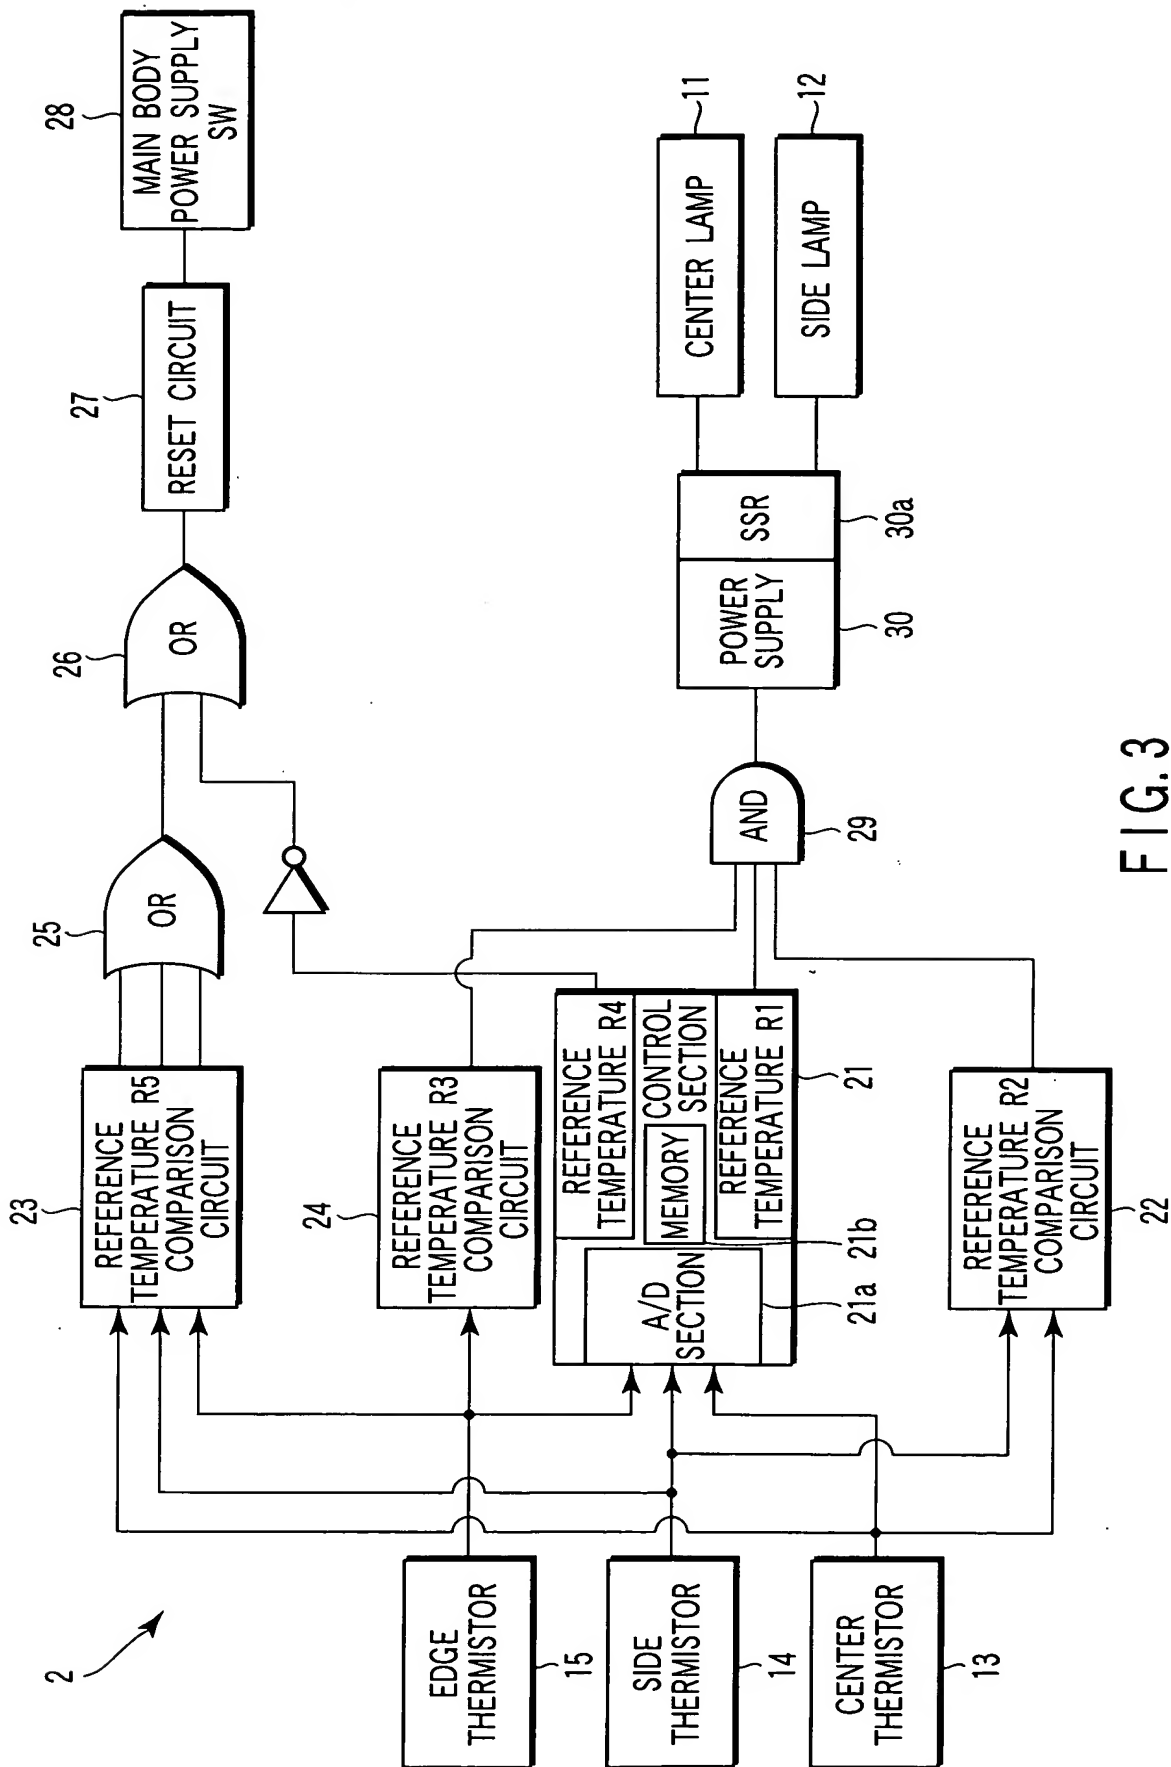 2
EDGE
THERMISTOR
15
SIDE
THERMISTOR
14
CENTER
THERMISTOR
13
23
REFERENCE
TEMPERATURE R5
COMPARISON
CIRCUIT
24
REFERENCE
TEMPERATURE R3
COMPARISON
CIRCUIT
REFERENCE
TEMPERATURE R4
A/D
SECTION
MEMORY
CONTROL
SECTION
REFERENCE
TEMPERATURE R1
21a
21b
21
REFERENCE
TEMPERATURE R2
COMPARISON
CIRCUIT
22
25
OR
26
OR
27
RESET CIRCUIT
28
MAIN BODY
POWER SUPPLY
SW
AND
29
POWER
SUPPLY
30
SSR
30a
CENTER LAMP
11
SIDE LAMP
12
FIG. 3